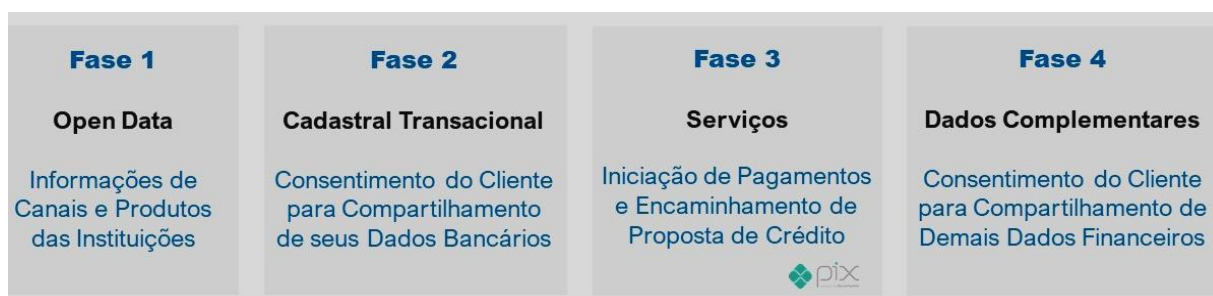 Fase 1
Open Data
Informações de
Canais e Produtos
das Instituições
Fase 2
Cadastral Transacional
Consentimento do Cliente
para Compartilhamento
de seus Dados Bancários
Fase 3
Serviços
Iniciação de Pagamentos
e Encaminhamento de
Proposta de Crédito
pix
Fase 4
Dados Complementares
Consentimento do Cliente
para Compartilhamento de
Demais Dados Financeiros